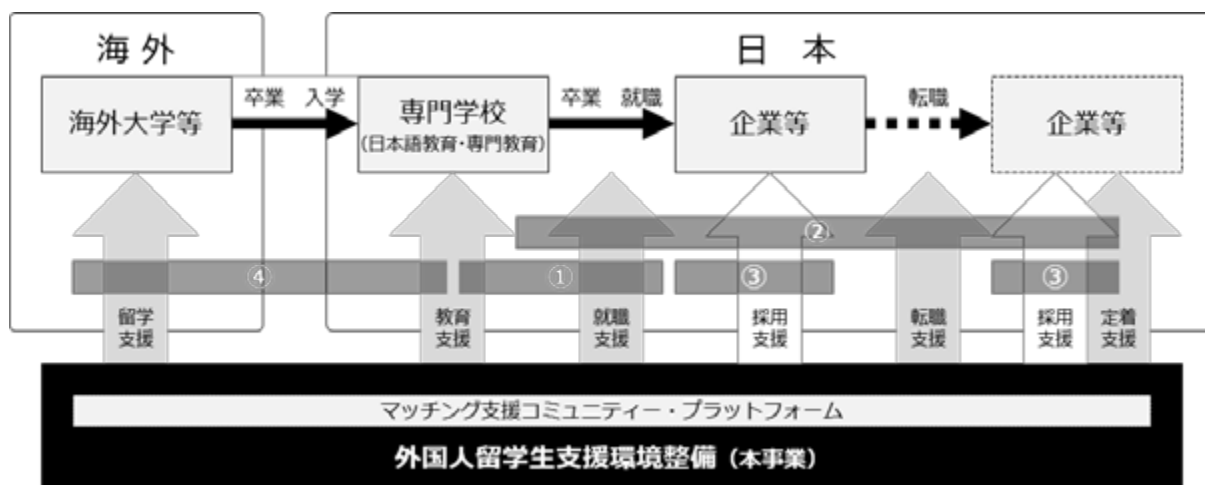 海外
日 本
海外大学等
卒業 入学
専門学校
(日本語教育・専門教育)
卒業 就職
企業等
転職
企業等
②
④
①
③
③
留学
支援
教育
支援
就職
支援
採用
支援
転職
支援
採用
支援
定着
支援
マッチング支援コミュニティー・プラットフォーム
外国人留学生支援環境整備（本事業）